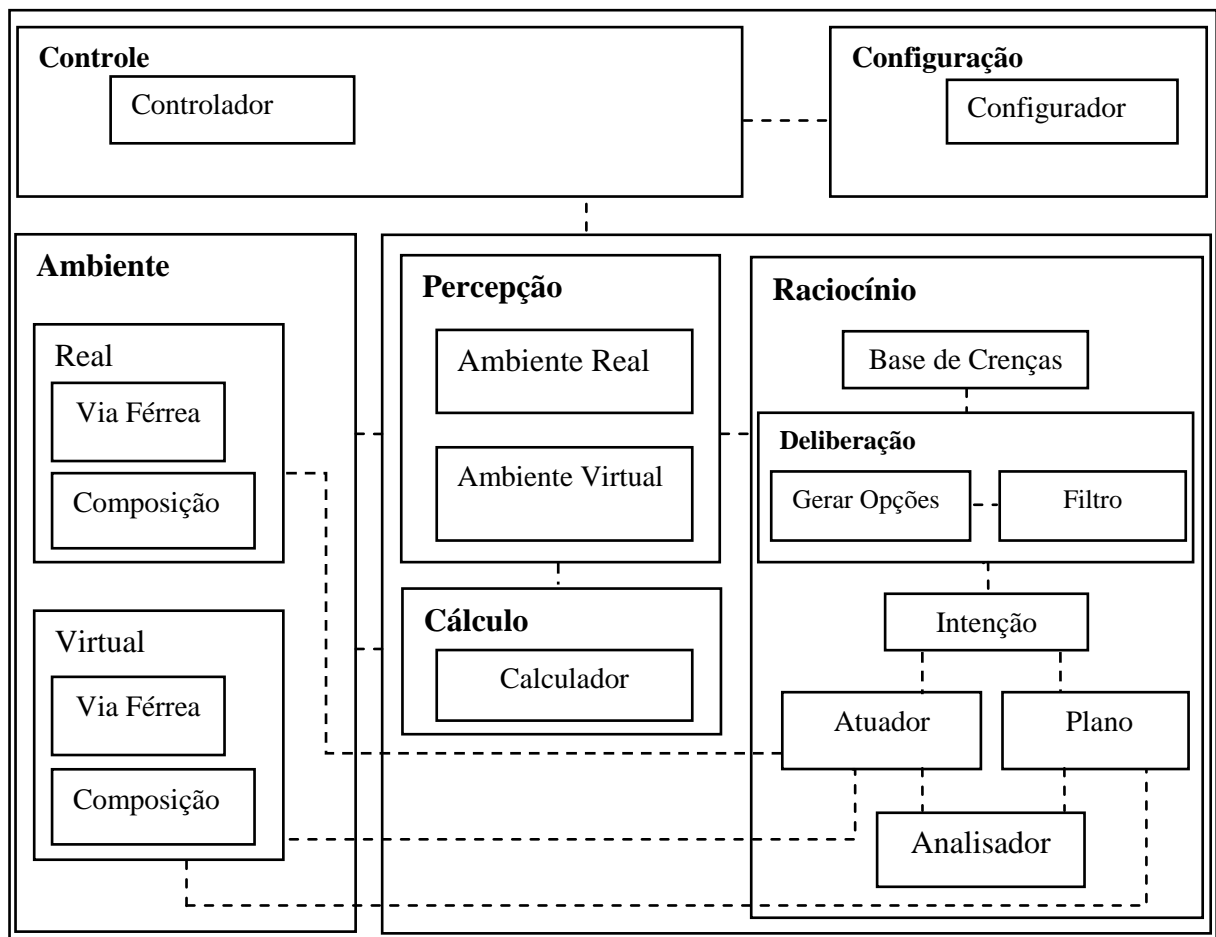 Controle
Controlador
Configuração
Configurador
Ambiente
Real
Via Férrea
Composição
Virtual
Via Férrea
Composição
Percepção
Ambiente Real
Ambiente Virtual
Cálculo
Calculador
Raciocínio
Base de Crenças
Deliberação
Gerar Opções
Filtro
Intenção
Atuador
Plano
Analisador